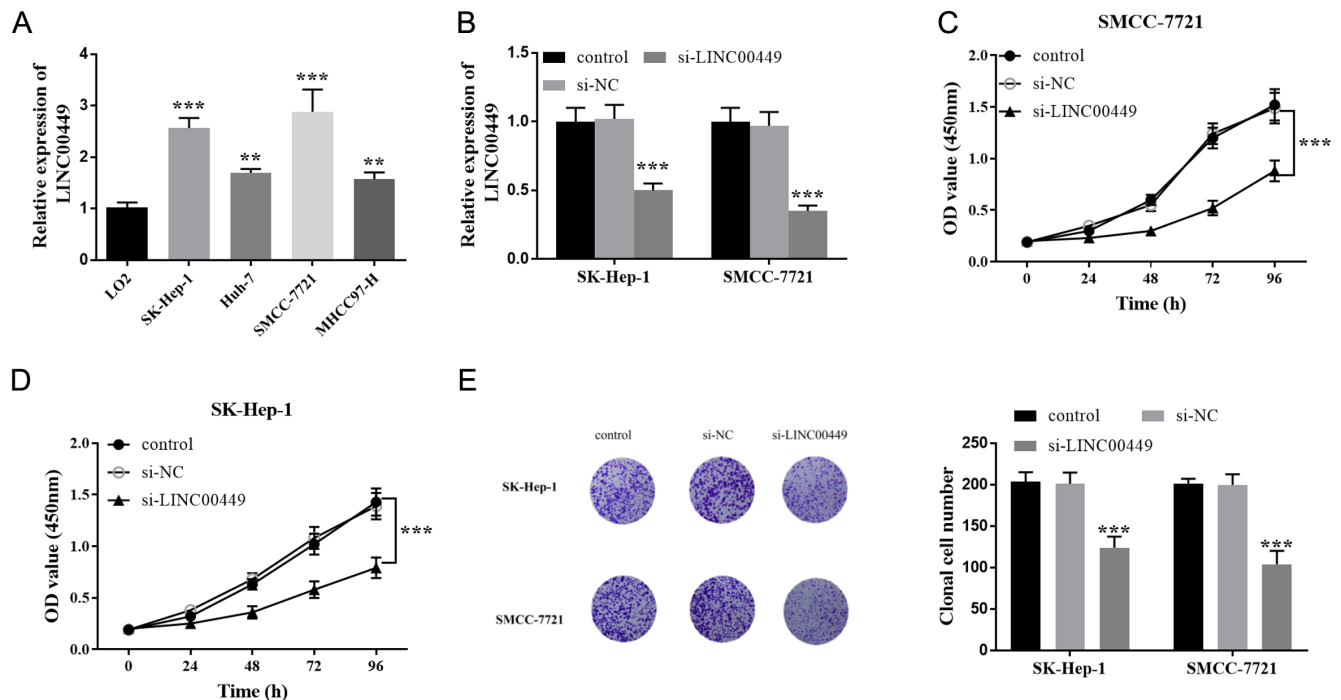 A
Relative expression of
LINC00449
4
3
2
1
0
***
**
***
**
LO2
SK-Hep-1
Huh-7
SMCC-7721
MHCC97-H
B
Relative expression of
LINC00449
control
si-LINC00449
si-NC
1.5
1.0
0.5
0.0
***
***
SK-Hep-1
SMCC-7721
C
SMCC-7721
control
si-NC
si-LINC00449
OD value (450nm)
2.0
1.5
1.0
0.5
0.0
***
0
24
48
72
96
Time (h)
D
SK-Hep-1
control
si-NC
si-LINC00449
OD value (450nm)
2.0
1.5
1.0
0.5
0.0
***
0
24
48
72
96
Time (h)
E
control
si-NC
si-LINC00449
SK-Hep-1
SMCC-7721
control
si-NC
si-LINC00449
Clonal cell number
250
200
150
100
50
0
***
***
SK-Hep-1
SMCC-7721